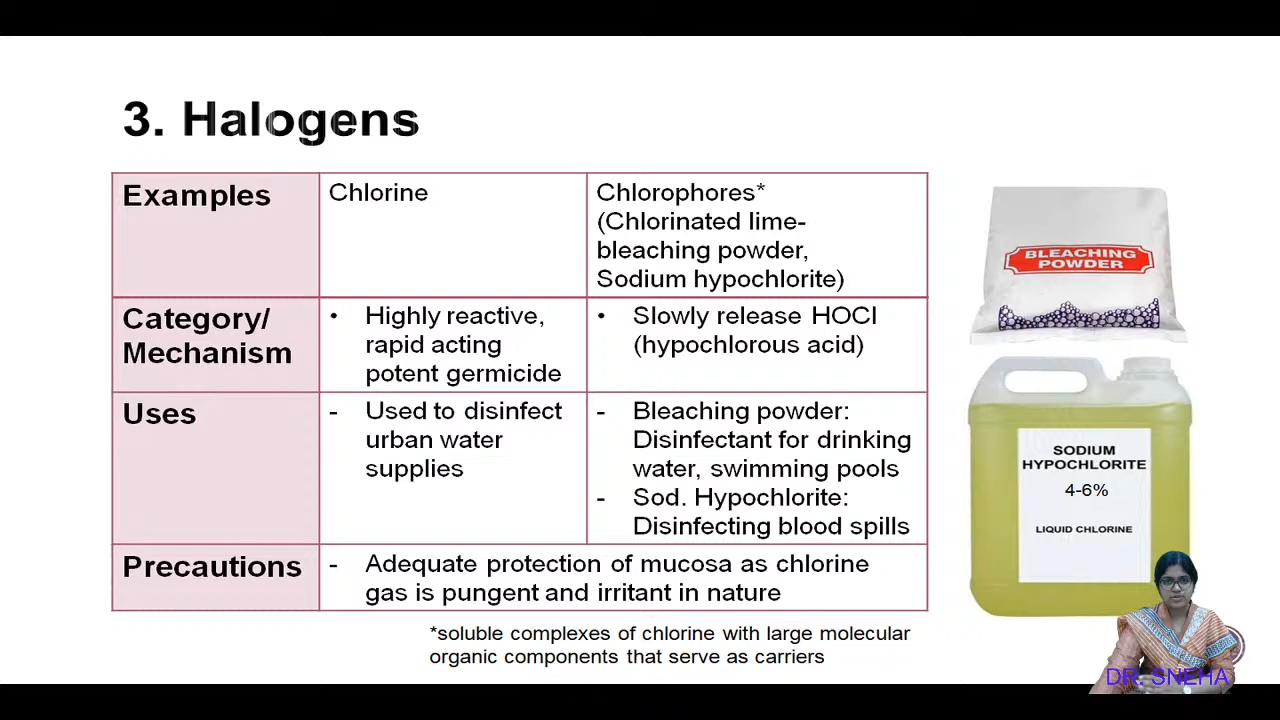 3. Halogens
Examples
Chlorine
Chlorophores*
(Chlorinated lime-
bleaching powder,
Sodium hypochlorite)
Category/
Mechanism
• Highly reactive,
rapid acting
potent germicide
• Slowly release HOCl
(hypochlorous acid)
Uses
- Used to disinfect
urban water
supplies
- Bleaching powder:
Disinfectant for drinking
water, swimming pools
- Sod. Hypochlorite:
Disinfecting blood spills
Precautions
- Adequate protection of mucosa as chlorine
gas is pungent and irritant in nature
*soluble complexes of chlorine with large molecular
organic components that serve as carriers
BLEACHING
POWDER
SODIUM
HYPOCHLORITE
4-6%
LIQUID CHLORINE
DR. SNEHA